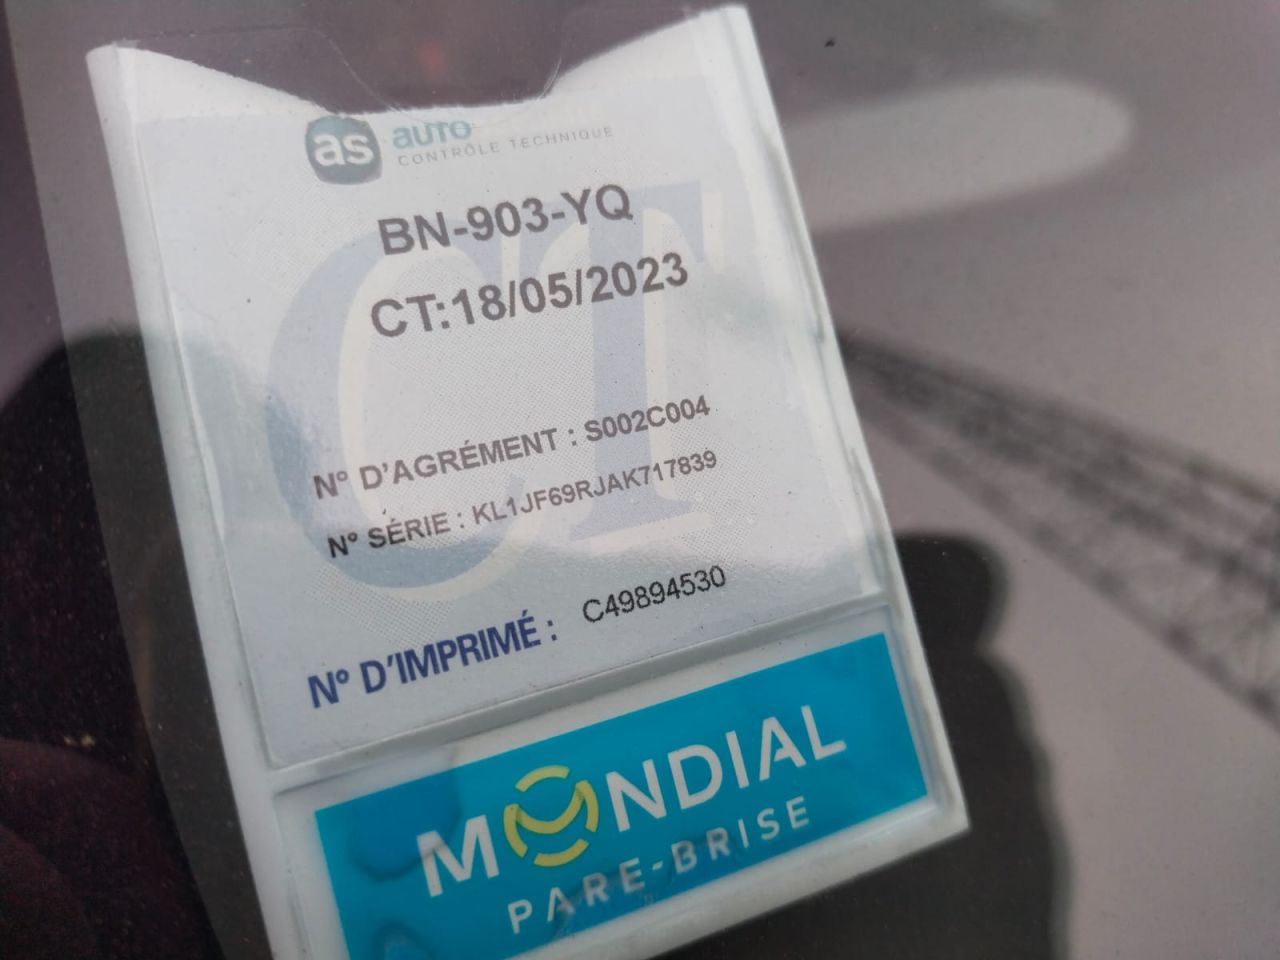 as auto
CONTRÔLE TECHNIQUE
BN-903-YQ
CT:18/05/2023
CT
N° D'AGRÉMENT : S002C004
N° SÉRIE : KL1JF69RJAK717839
N° D'IMPRIMÉ : C49894530
MONDIAL
PARE-BRISE